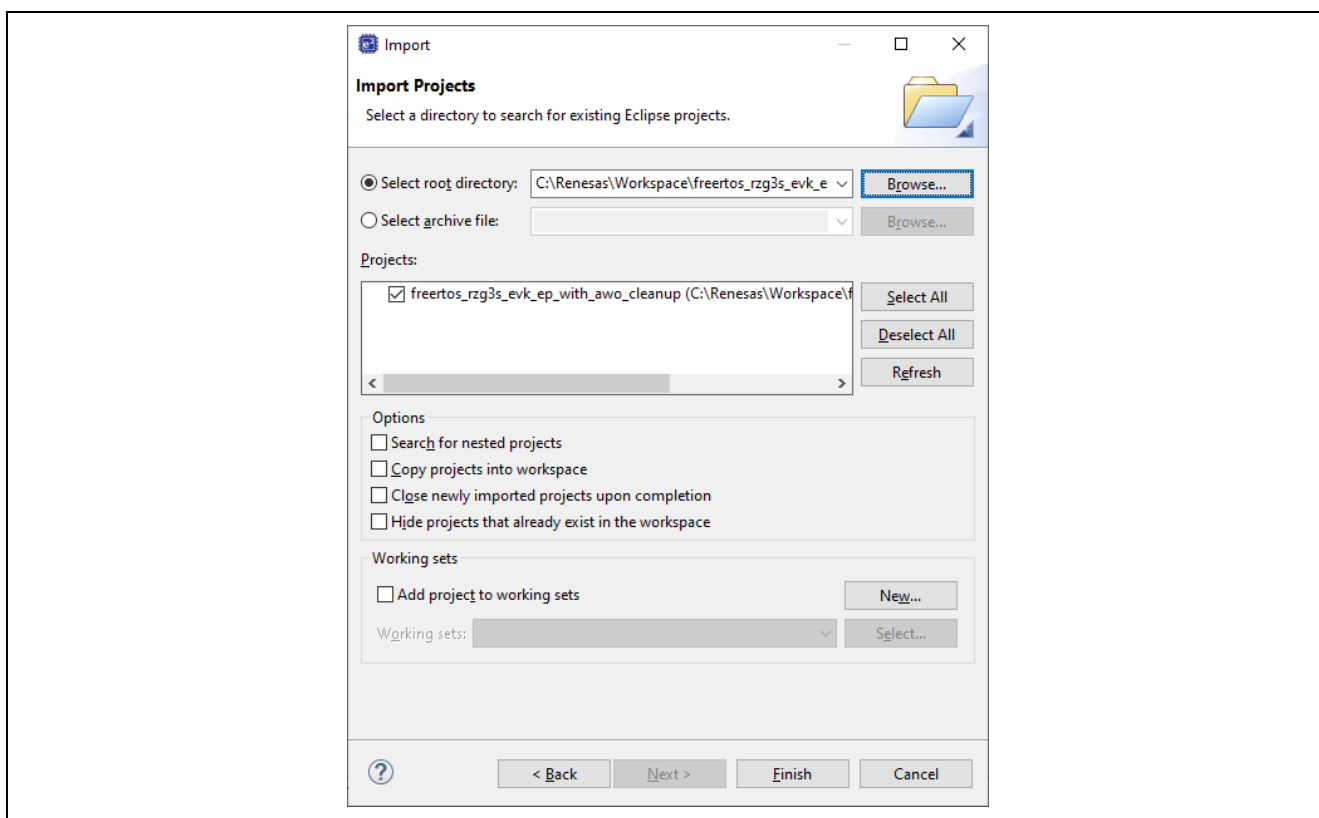 Import
Import Projects
Select a directory to search for existing Eclipse projects.
Select root directory: C:\Renesas\Workspace\freertos_rzg3s_evk_e Browse...
Select archive file: Browse...
Projects:
freertos_rzg3s_evk_ep_with_awo_cleanup (C:\Renesas\Workspace\f
Select All
Deselect All
Refresh
Options
Search for nested projects
Copy projects into workspace
Close newly imported projects upon completion
Hide projects that already exist in the workspace
Working sets
Add project to working sets New...
Working sets: Select...
? < Back Next > Finish Cancel